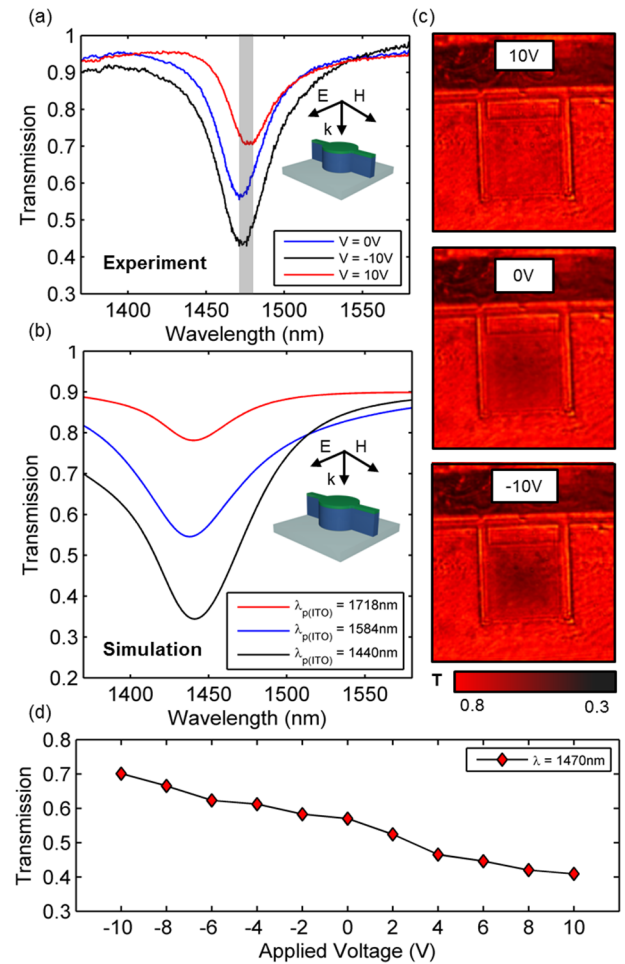 (a)
1
0.9
0.8
0.7
0.6
0.5
0.4
0.3
Transmission
E H
k
Experiment
V = 0V
V = -10V
V = 10V
1400 1450 1500 1550
Wavelength (nm)
(b)
1
0.9
0.8
0.7
0.6
0.5
0.4
0.3
0.2
Transmission
E H
k
Simulation
λp(ITO) = 1718nm
λp(ITO) = 1584nm
λp(ITO) = 1440nm
1400 1450 1500 1550
Wavelength (nm)
(c)
10V
0V
-10V
T
0.8 0.3
(d)
0.8
0.7
0.6
0.5
0.4
0.3
Transmission
λ = 1470nm
-10 -8 -6 -4 -2 0 2 4 6 8 10
Applied Voltage (V)